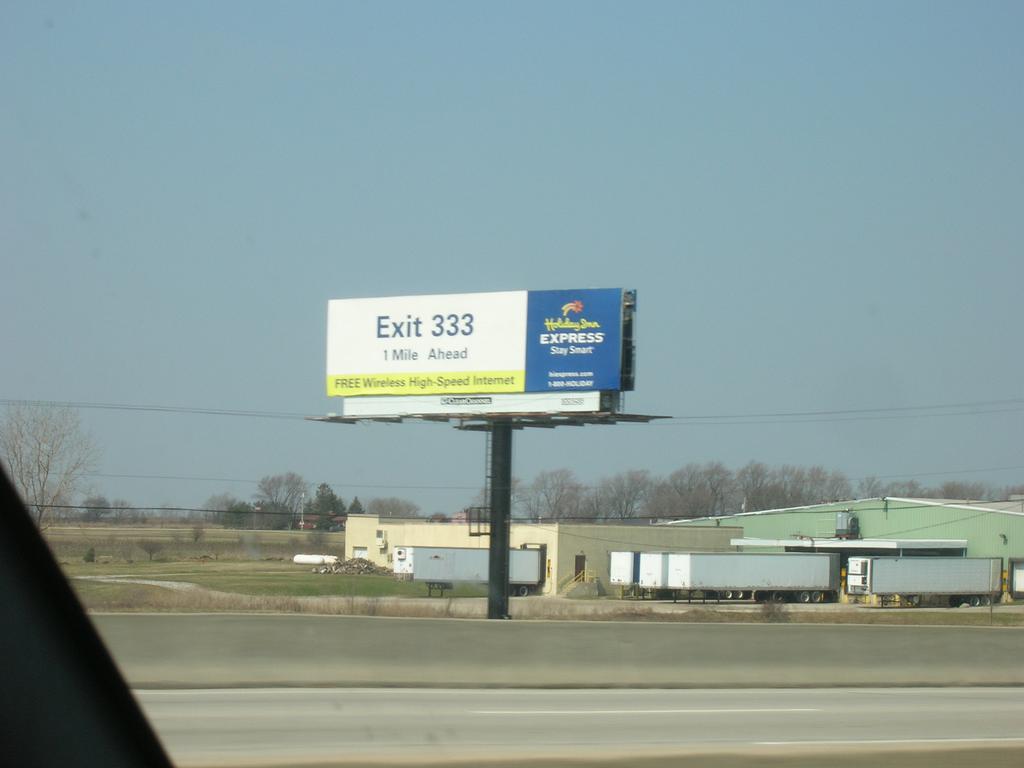 Exit 333
1 Mile Ahead
FREE Wireless High-Speed Internet
Holiday Inn
EXPRESS
Stay Smart
hiexpress.com
1-800-HOLIDAY
CLEARCHANNEL